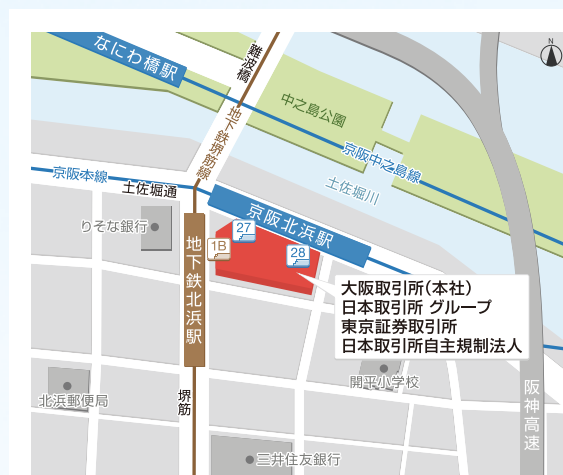 なにわ橋駅
難波橋
N
中之島公園
地下鉄堺筋線
京阪中之島線
京阪本線
土佐堀通
土佐堀川
京阪北浜駅
りそな銀行
27
1B
28
地下鉄北浜駅
大阪取引所(本社)
日本取引所 グループ
東京証券取引所
日本取引所自主規制法人
開平小学校
阪神高速
北浜郵便局
堺筋
三井住友銀行